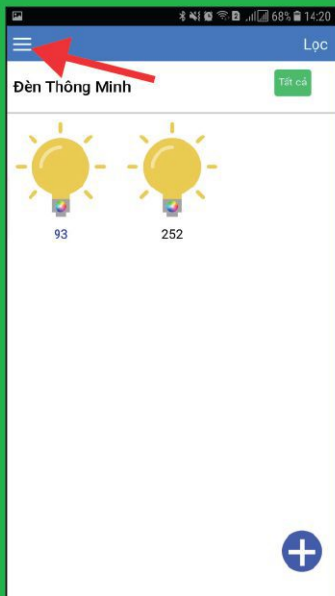 68% 14:20
Lọc
Đèn Thông Minh
Tất cả
93
252